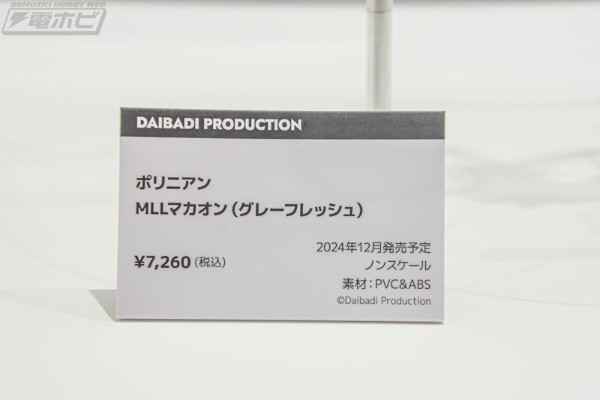 DENGEKI HOBBY WEB
電ホビ
DAIBADI PRODUCTION
ポリニアン
MLLマカオン（グレーフレッシュ）
¥7,260（税込）
2024年12月発売予定
ノンスケール
素材：PVC&ABS
©Daibadi Production